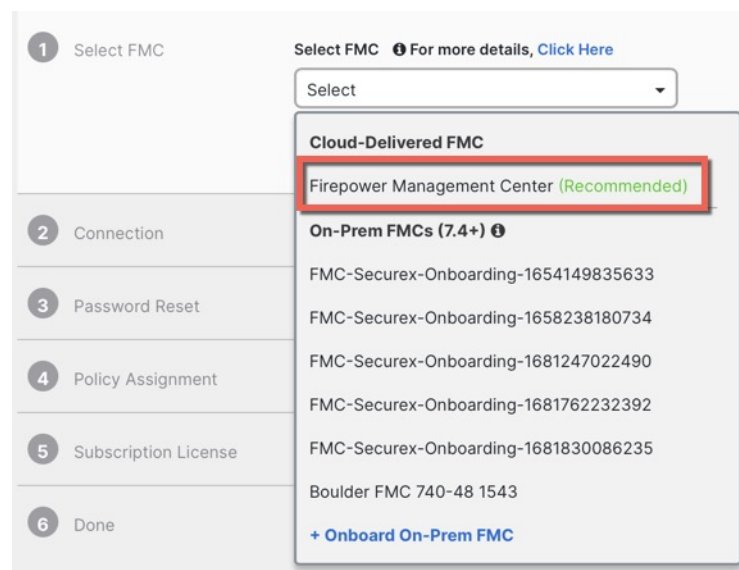 1 Select FMC
Select FMC For more details, Click Here
Select
Cloud-Delivered FMC
Firepower Management Center (Recommended)
2 Connection
On-Prem FMCs (7.4+)
FMC-Securex-Onboarding-1654149835633
3 Password Reset
FMC-Securex-Onboarding-1658238180734
FMC-Securex-Onboarding-1681247022490
4 Policy Assignment
FMC-Securex-Onboarding-1681762232392
5 Subscription License
FMC-Securex-Onboarding-1681830086235
Boulder FMC 740-48 1543
6 Done
+ Onboard On-Prem FMC